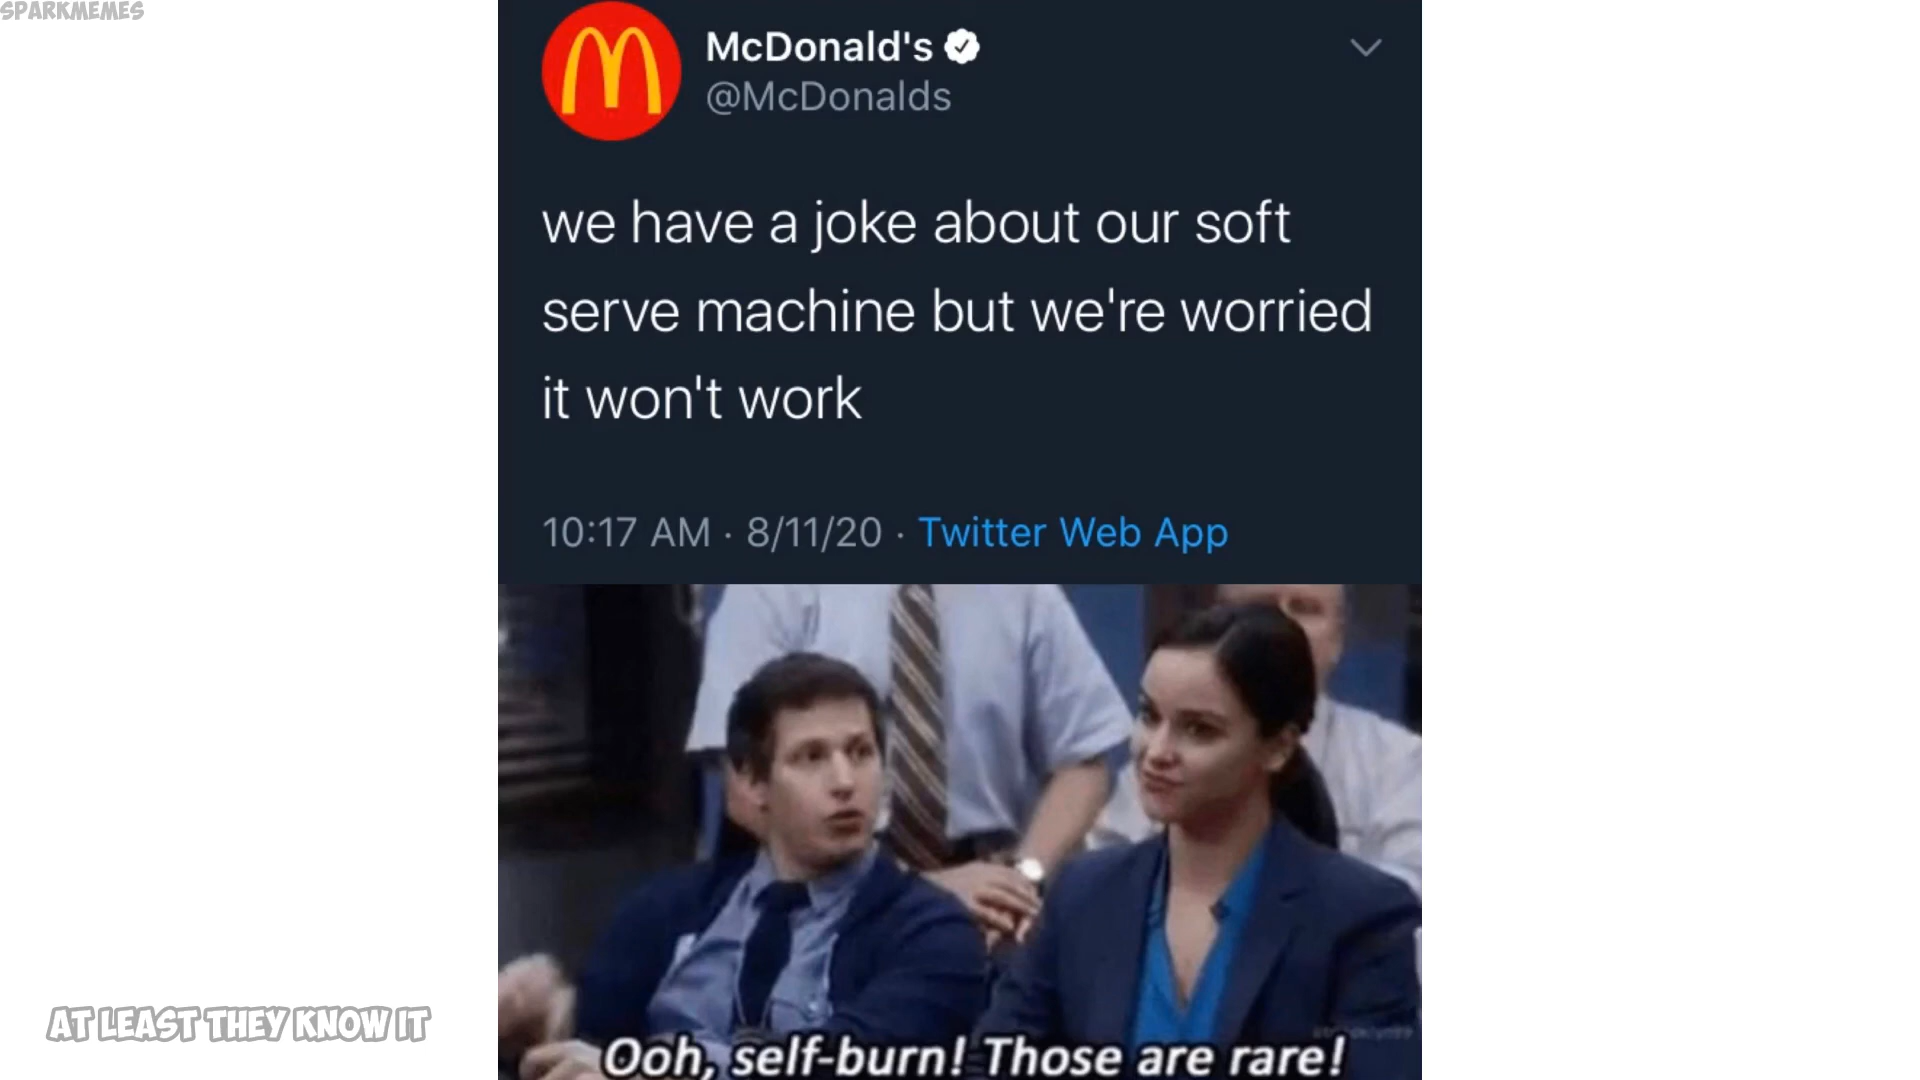 SPARKMEMES
McDonald's
@McDonalds
we have a joke about our soft
serve machine but we're worried
it won't work
10:17 AM · 8/11/20 · Twitter Web App
AT LEAST THEY KNOW IT
Ooh, self-burn! Those are rare!